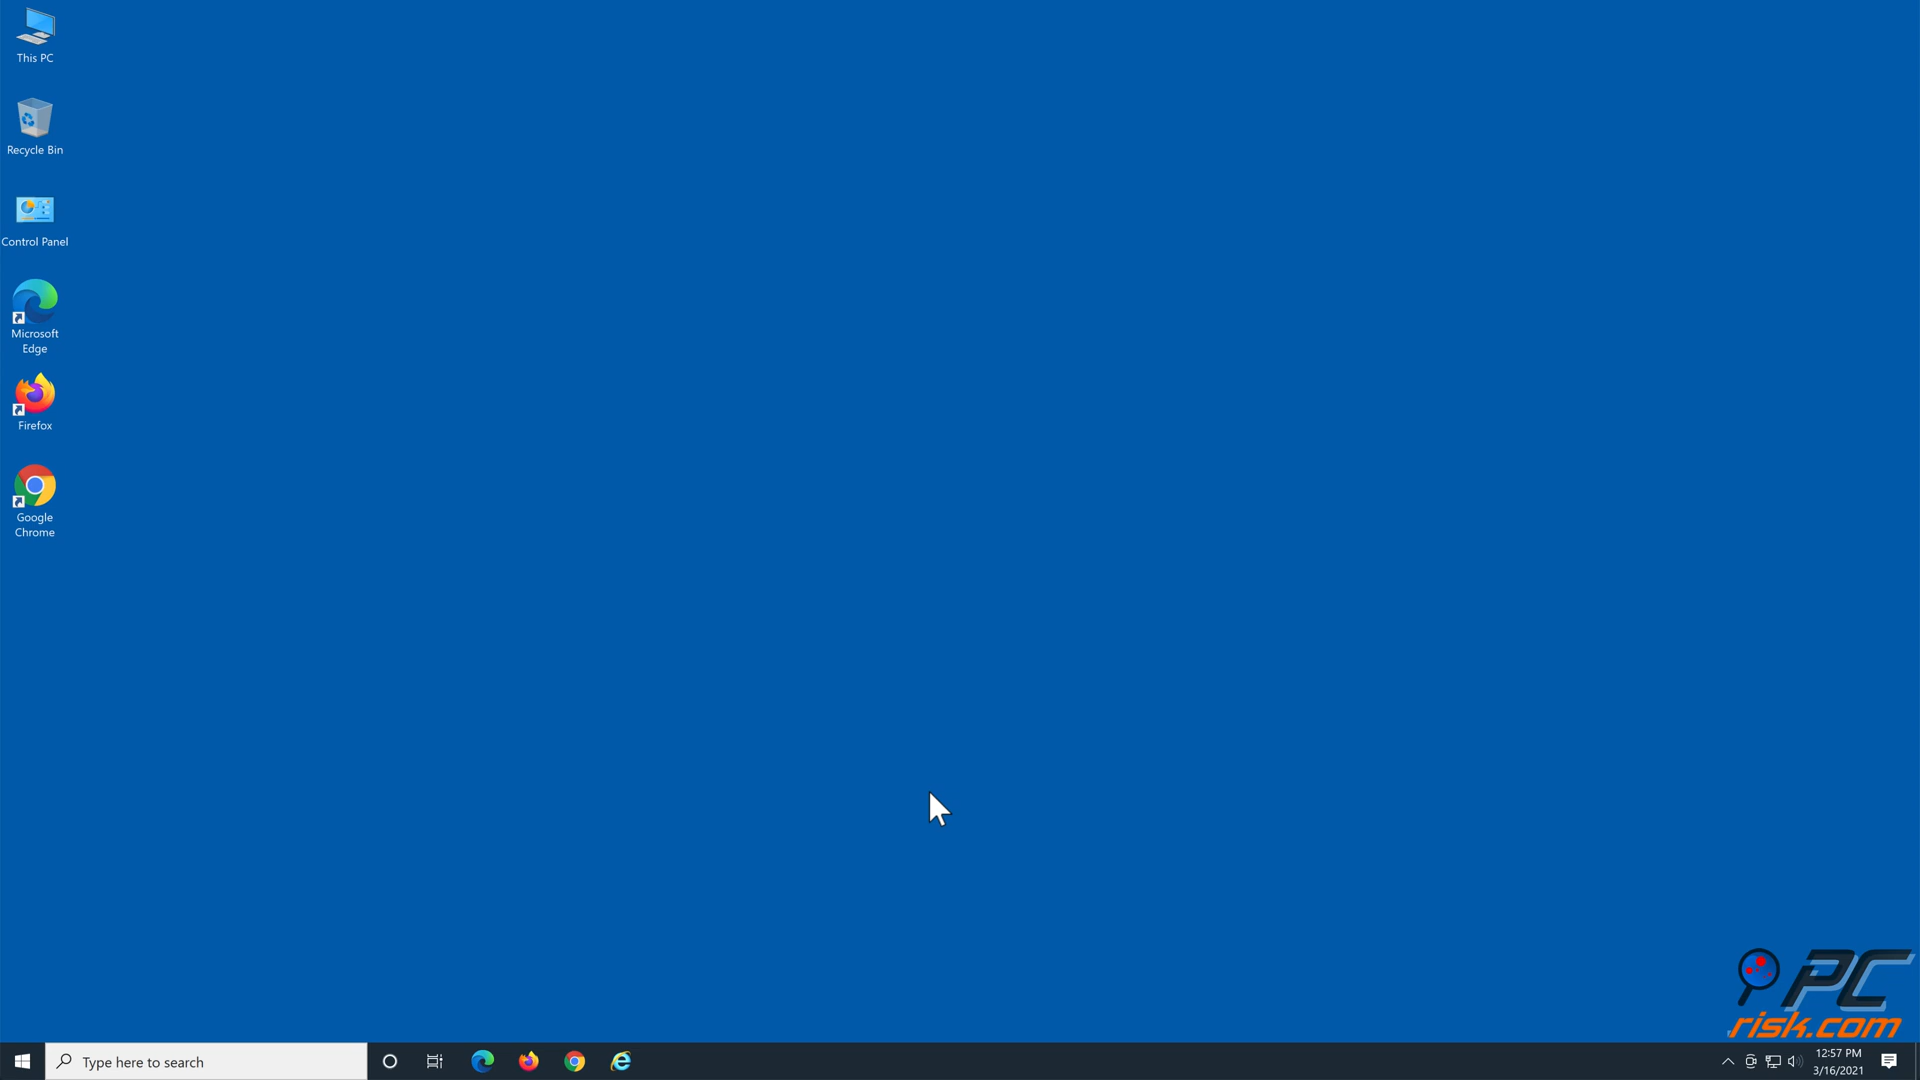 This PC
Recycle Bin
Control Panel
Microsoft
Edge
Firefox
Google
Chrome
PC
risk.com
Type here to search
12:57 PM
3/16/2021